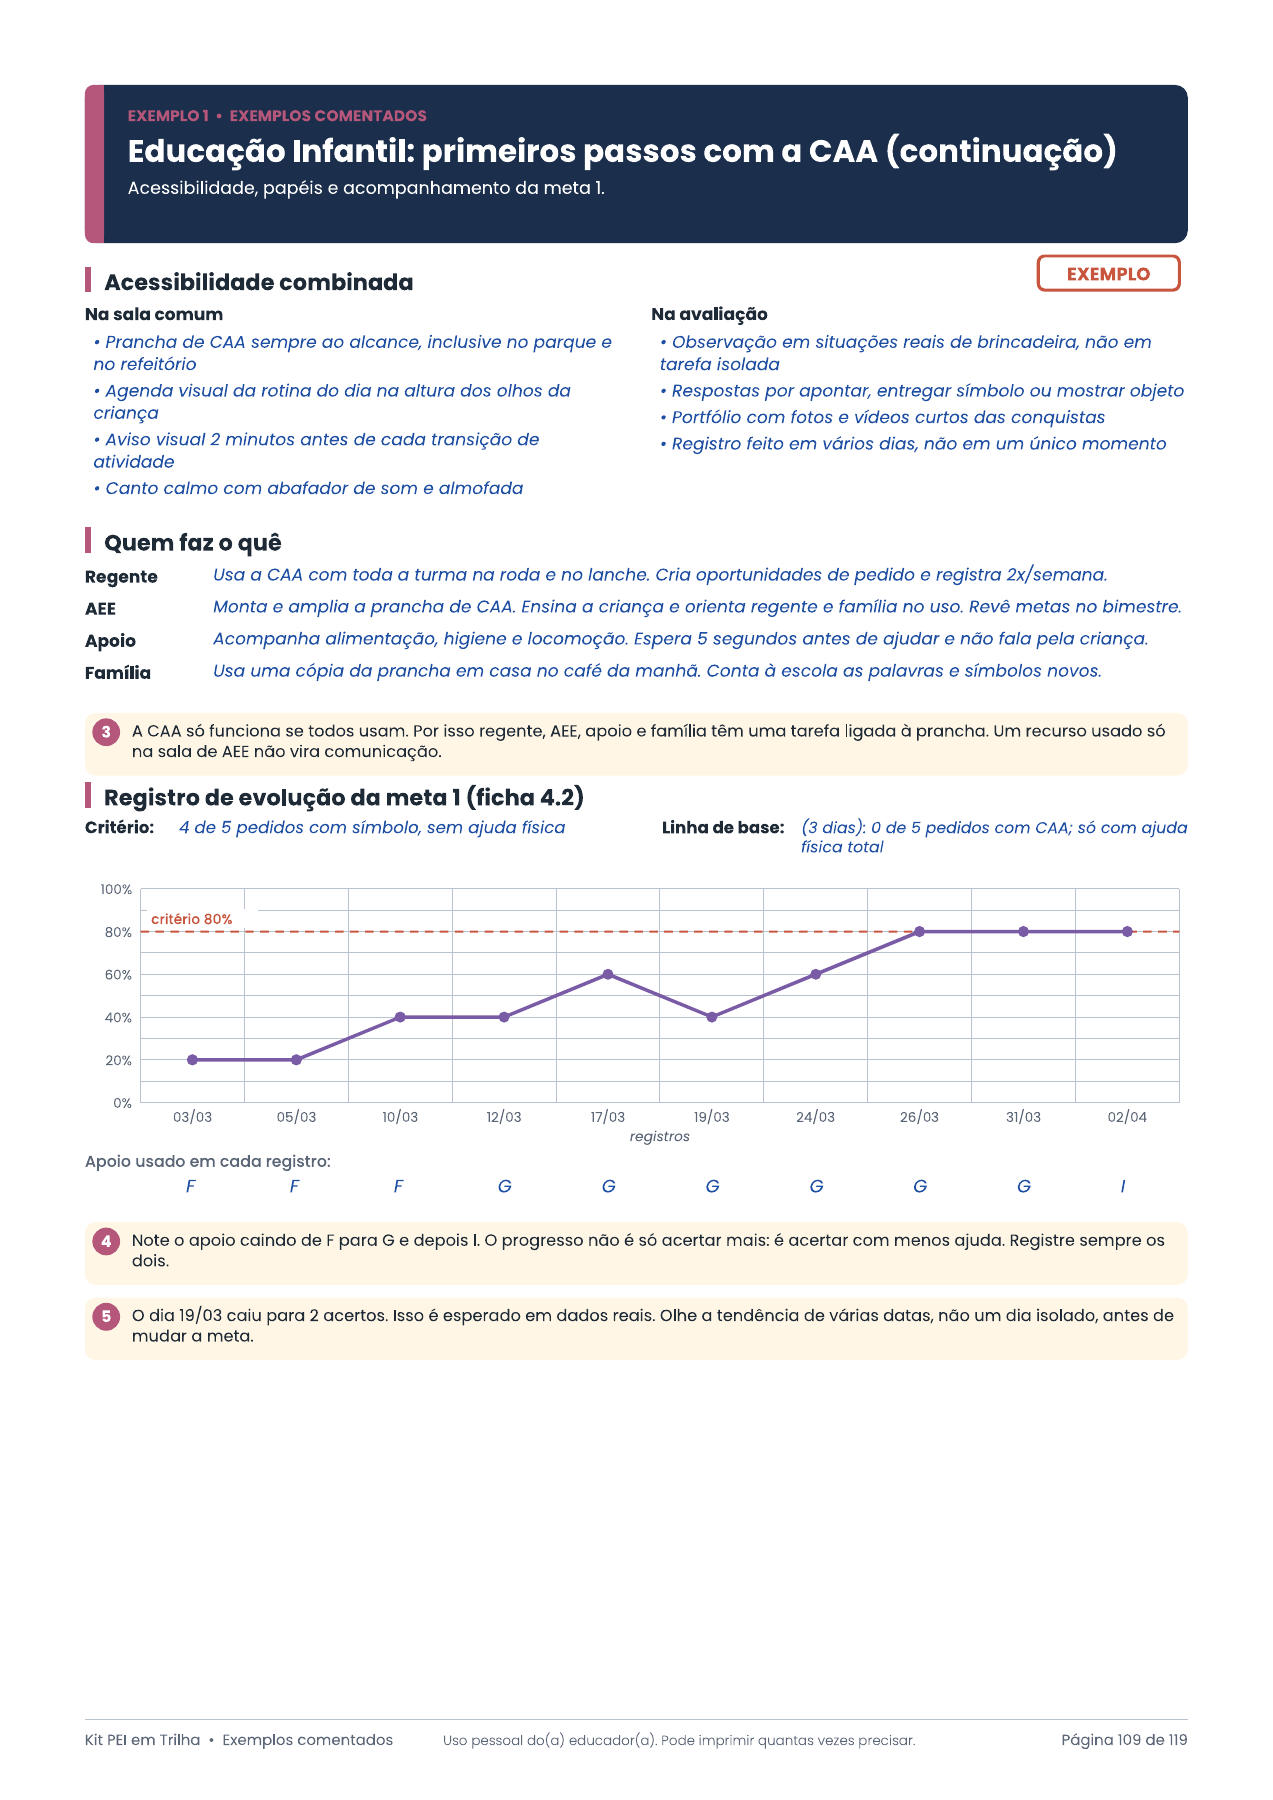 EXEMPLO 1 • EXEMPLOS COMENTADOS
Educação Infantil: primeiros passos com a CAA (continuação)
Acessibilidade, papéis e acompanhamento da meta 1.
Acessibilidade combinada
EXEMPLO
Na sala comum
• Prancha de CAA sempre ao alcance, inclusive no parque e
no refeitório
• Agenda visual da rotina do dia na altura dos olhos da
criança
• Aviso visual 2 minutos antes de cada transição de
atividade
• Canto calmo com abafador de som e almofada
Na avaliação
• Observação em situações reais de brincadeira, não em
tarefa isolada
• Respostas por apontar, entregar símbolo ou mostrar objeto
• Portfólio com fotos e vídeos curtos das conquistas
• Registro feito em vários dias, não em um único momento
Quem faz o quê
Regente Usa a CAA com toda a turma na roda e no lanche. Cria oportunidades de pedido e registra 2x/semana.
AEE Monta e amplia a prancha de CAA. Ensina a criança e orienta regente e família no uso. Revê metas no bimestre.
Apoio Acompanha alimentação, higiene e locomoção. Espera 5 segundos antes de ajudar e não fala pela criança.
Família Usa uma cópia da prancha em casa no café da manhã. Conta à escola as palavras e símbolos novos.
3 A CAA só funciona se todos usam. Por isso regente, AEE, apoio e família têm uma tarefa ligada à prancha. Um recurso usado só
na sala de AEE não vira comunicação.
Registro de evolução da meta 1 (ficha 4.2)
Critério: 4 de 5 pedidos com símbolo, sem ajuda física
Linha de base: (3 dias): 0 de 5 pedidos com CAA; só com ajuda
física total
100%
critério 80%
80%
60%
40%
20%
0%
03/03 05/03 10/03 12/03 17/03 19/03 24/03 26/03 31/03 02/04
registros
Apoio usado em cada registro:
F F F G G G G G G I
4 Note o apoio caindo de F para G e depois I. O progresso não é só acertar mais: é acertar com menos ajuda. Registre sempre os
dois.
5 O dia 19/03 caiu para 2 acertos. Isso é esperado em dados reais. Olhe a tendência de várias datas, não um dia isolado, antes de
mudar a meta.
Kit PEI em Trilha • Exemplos comentados Uso pessoal do(a) educador(a). Pode imprimir quantas vezes precisar. Página 109 de 119